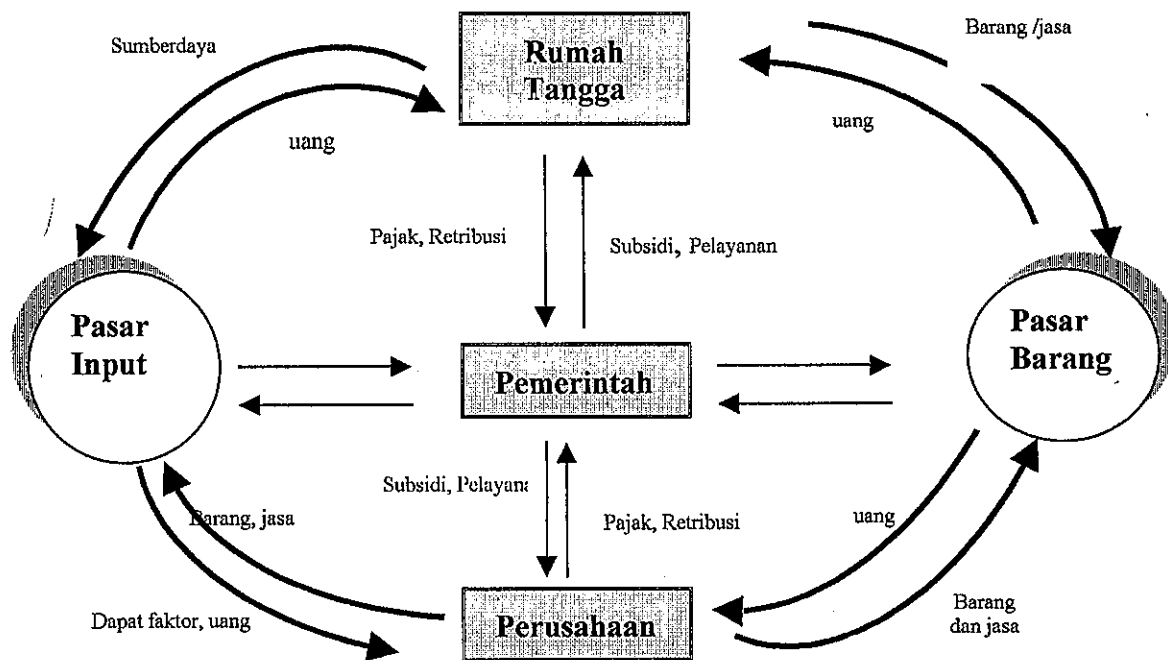 Sumberdaya
Rumah
Tangga
Barang /jasa
uang
uang
Pajak, Retribusi
Subsidi, Pelayanan
Pasar
Input
Pemerintah
Pasar
Barang
Subsidi, Pelayana
Barang, jasa
Pajak, Retribusi
uang
Dapat faktor, uang
Perusahaan
Barang
dan jasa